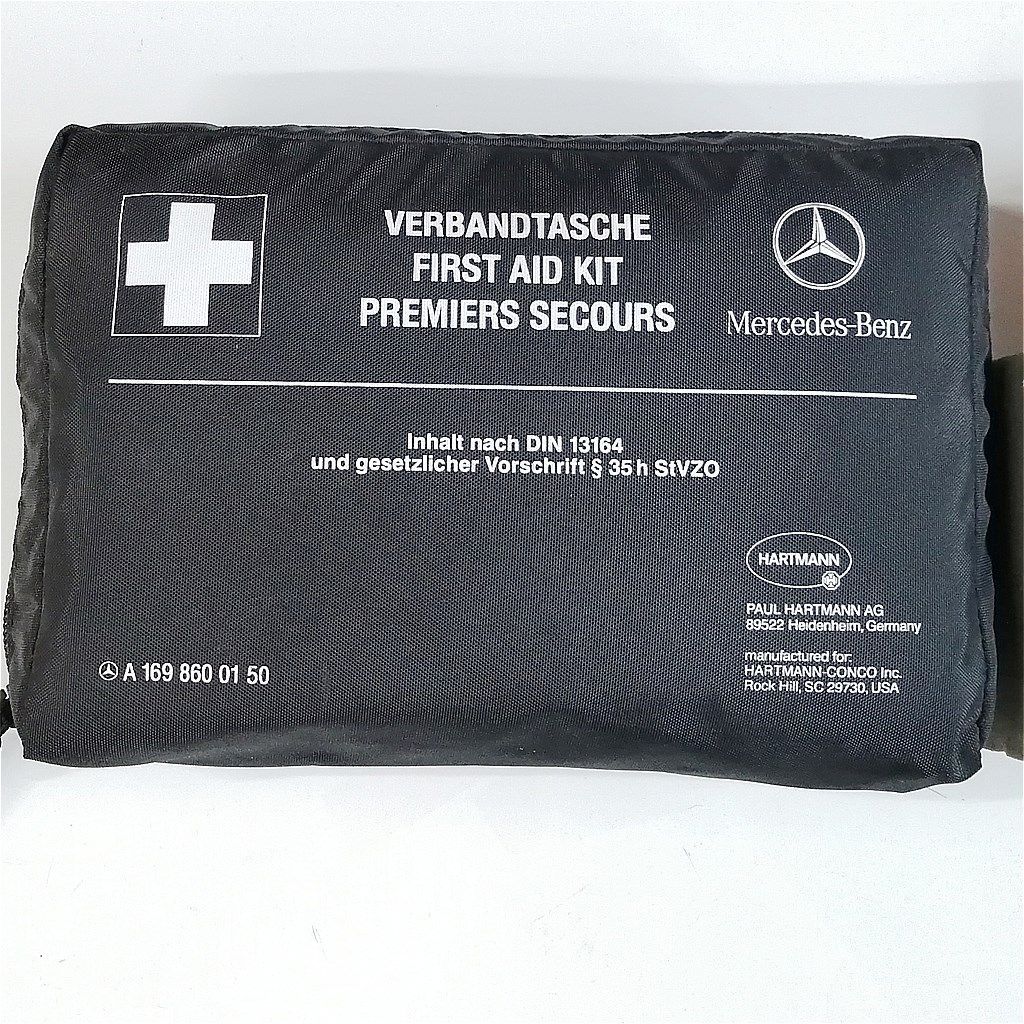 VERBANDTASCHE
FIRST AID KIT
PREMIERS SECOURS
Mercedes-Benz
Inhalt nach DIN 13164
und gesetzlicher Vorschrift § 35 h StVZO
HARTMANN
PAUL HARTMANN AG
89522 Heidenheim, Germany
manufactured for:
HARTMANN-CONCO Inc.
Rock Hill, SC 29730, USA
A 169 860 01 50